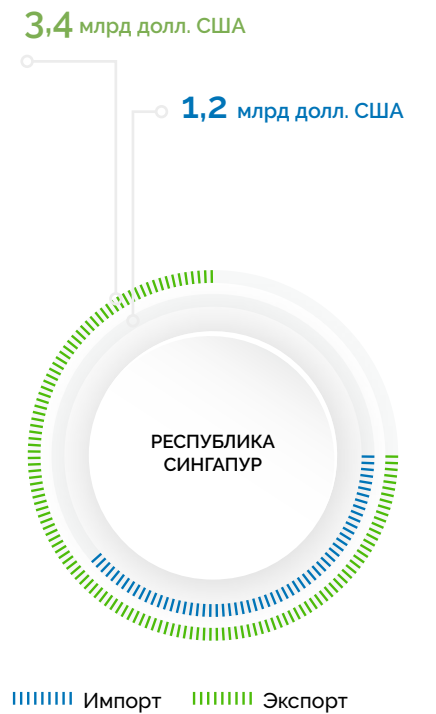 3,4 млрд долл. США
1,2 млрд долл. США
РЕСПУБЛИКА
СИНГАПУР
Импорт
Экспорт